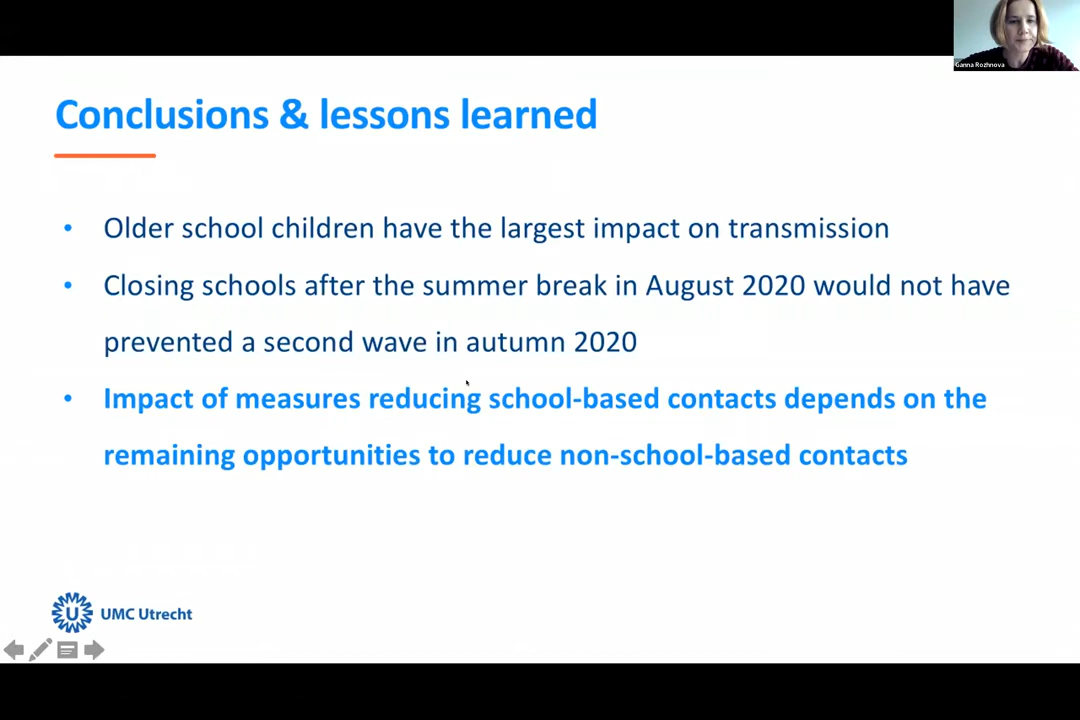 Ganna Rozhnova
Conclusions & lessons learned
• Older school children have the largest impact on transmission
• Closing schools after the summer break in August 2020 would not have
prevented a second wave in autumn 2020
• Impact of measures reducing school-based contacts depends on the
remaining opportunities to reduce non-school-based contacts
U UMC Utrecht